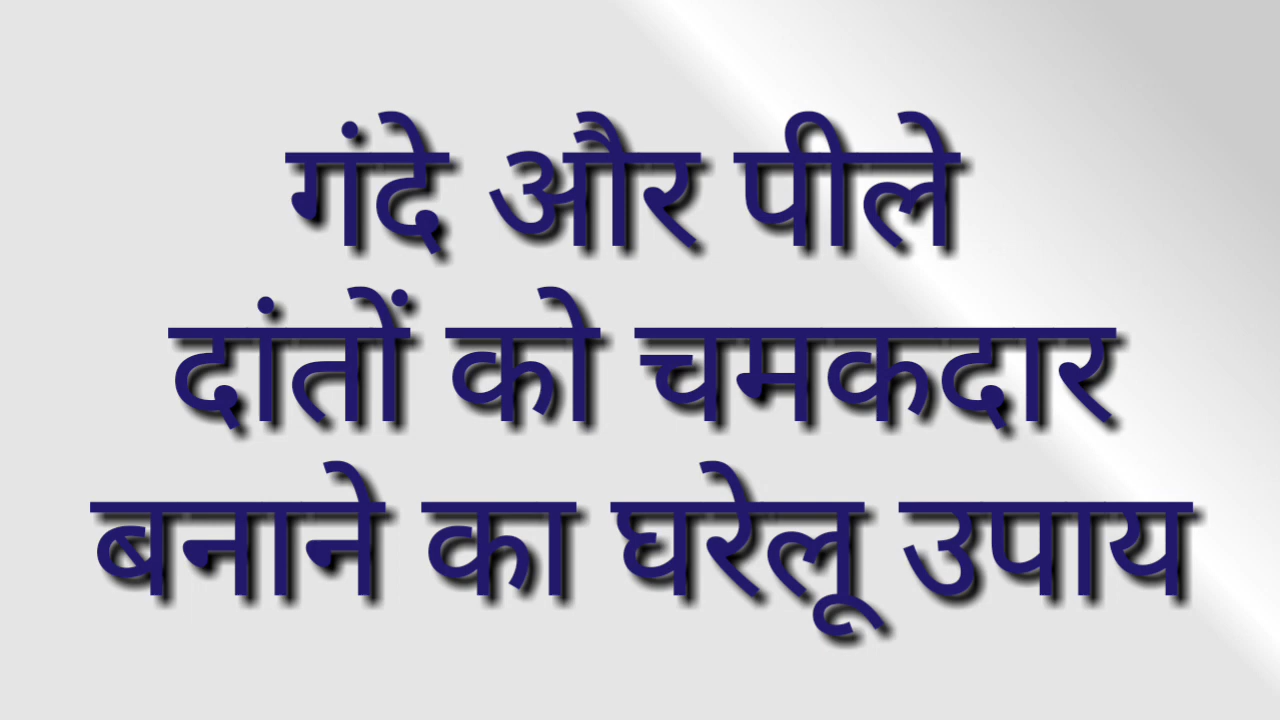 गंदे और पीले
दांतों को चमकदार
बनाने का घरेलू उपाय